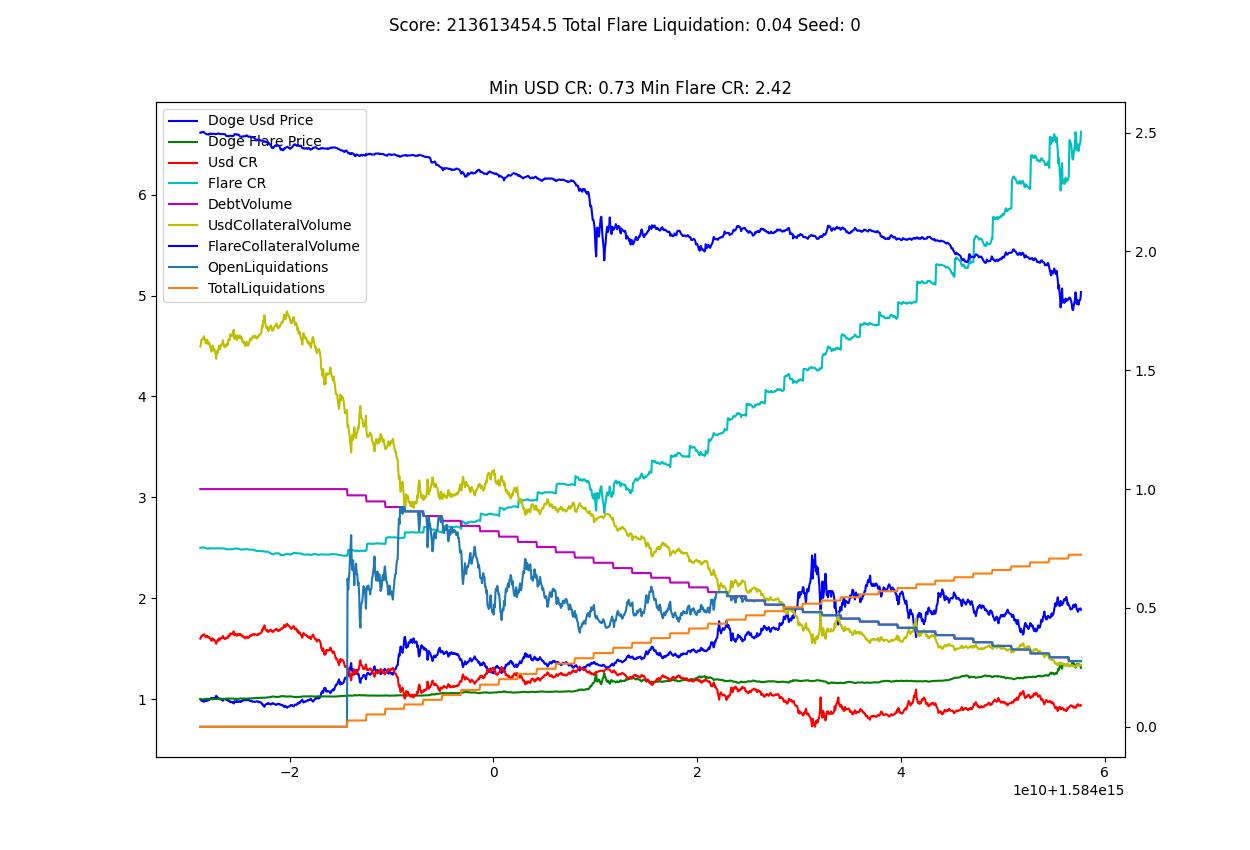 Score: 213613454.5 Total Flare Liquidation: 0.04 Seed: 0
Min USD CR: 0.73 Min Flare CR: 2.42
Doge Usd Price
Doge Flare Price
Usd CR
Flare CR
DebtVolume
UsdCollateralVolume
FlareCollateralVolume
OpenLiquidations
TotalLiquidations
6
5
4
3
2
1
2.5
2.0
1.5
1.0
0.5
0.0
−2
0
2
4
6
1e10+1.584e15